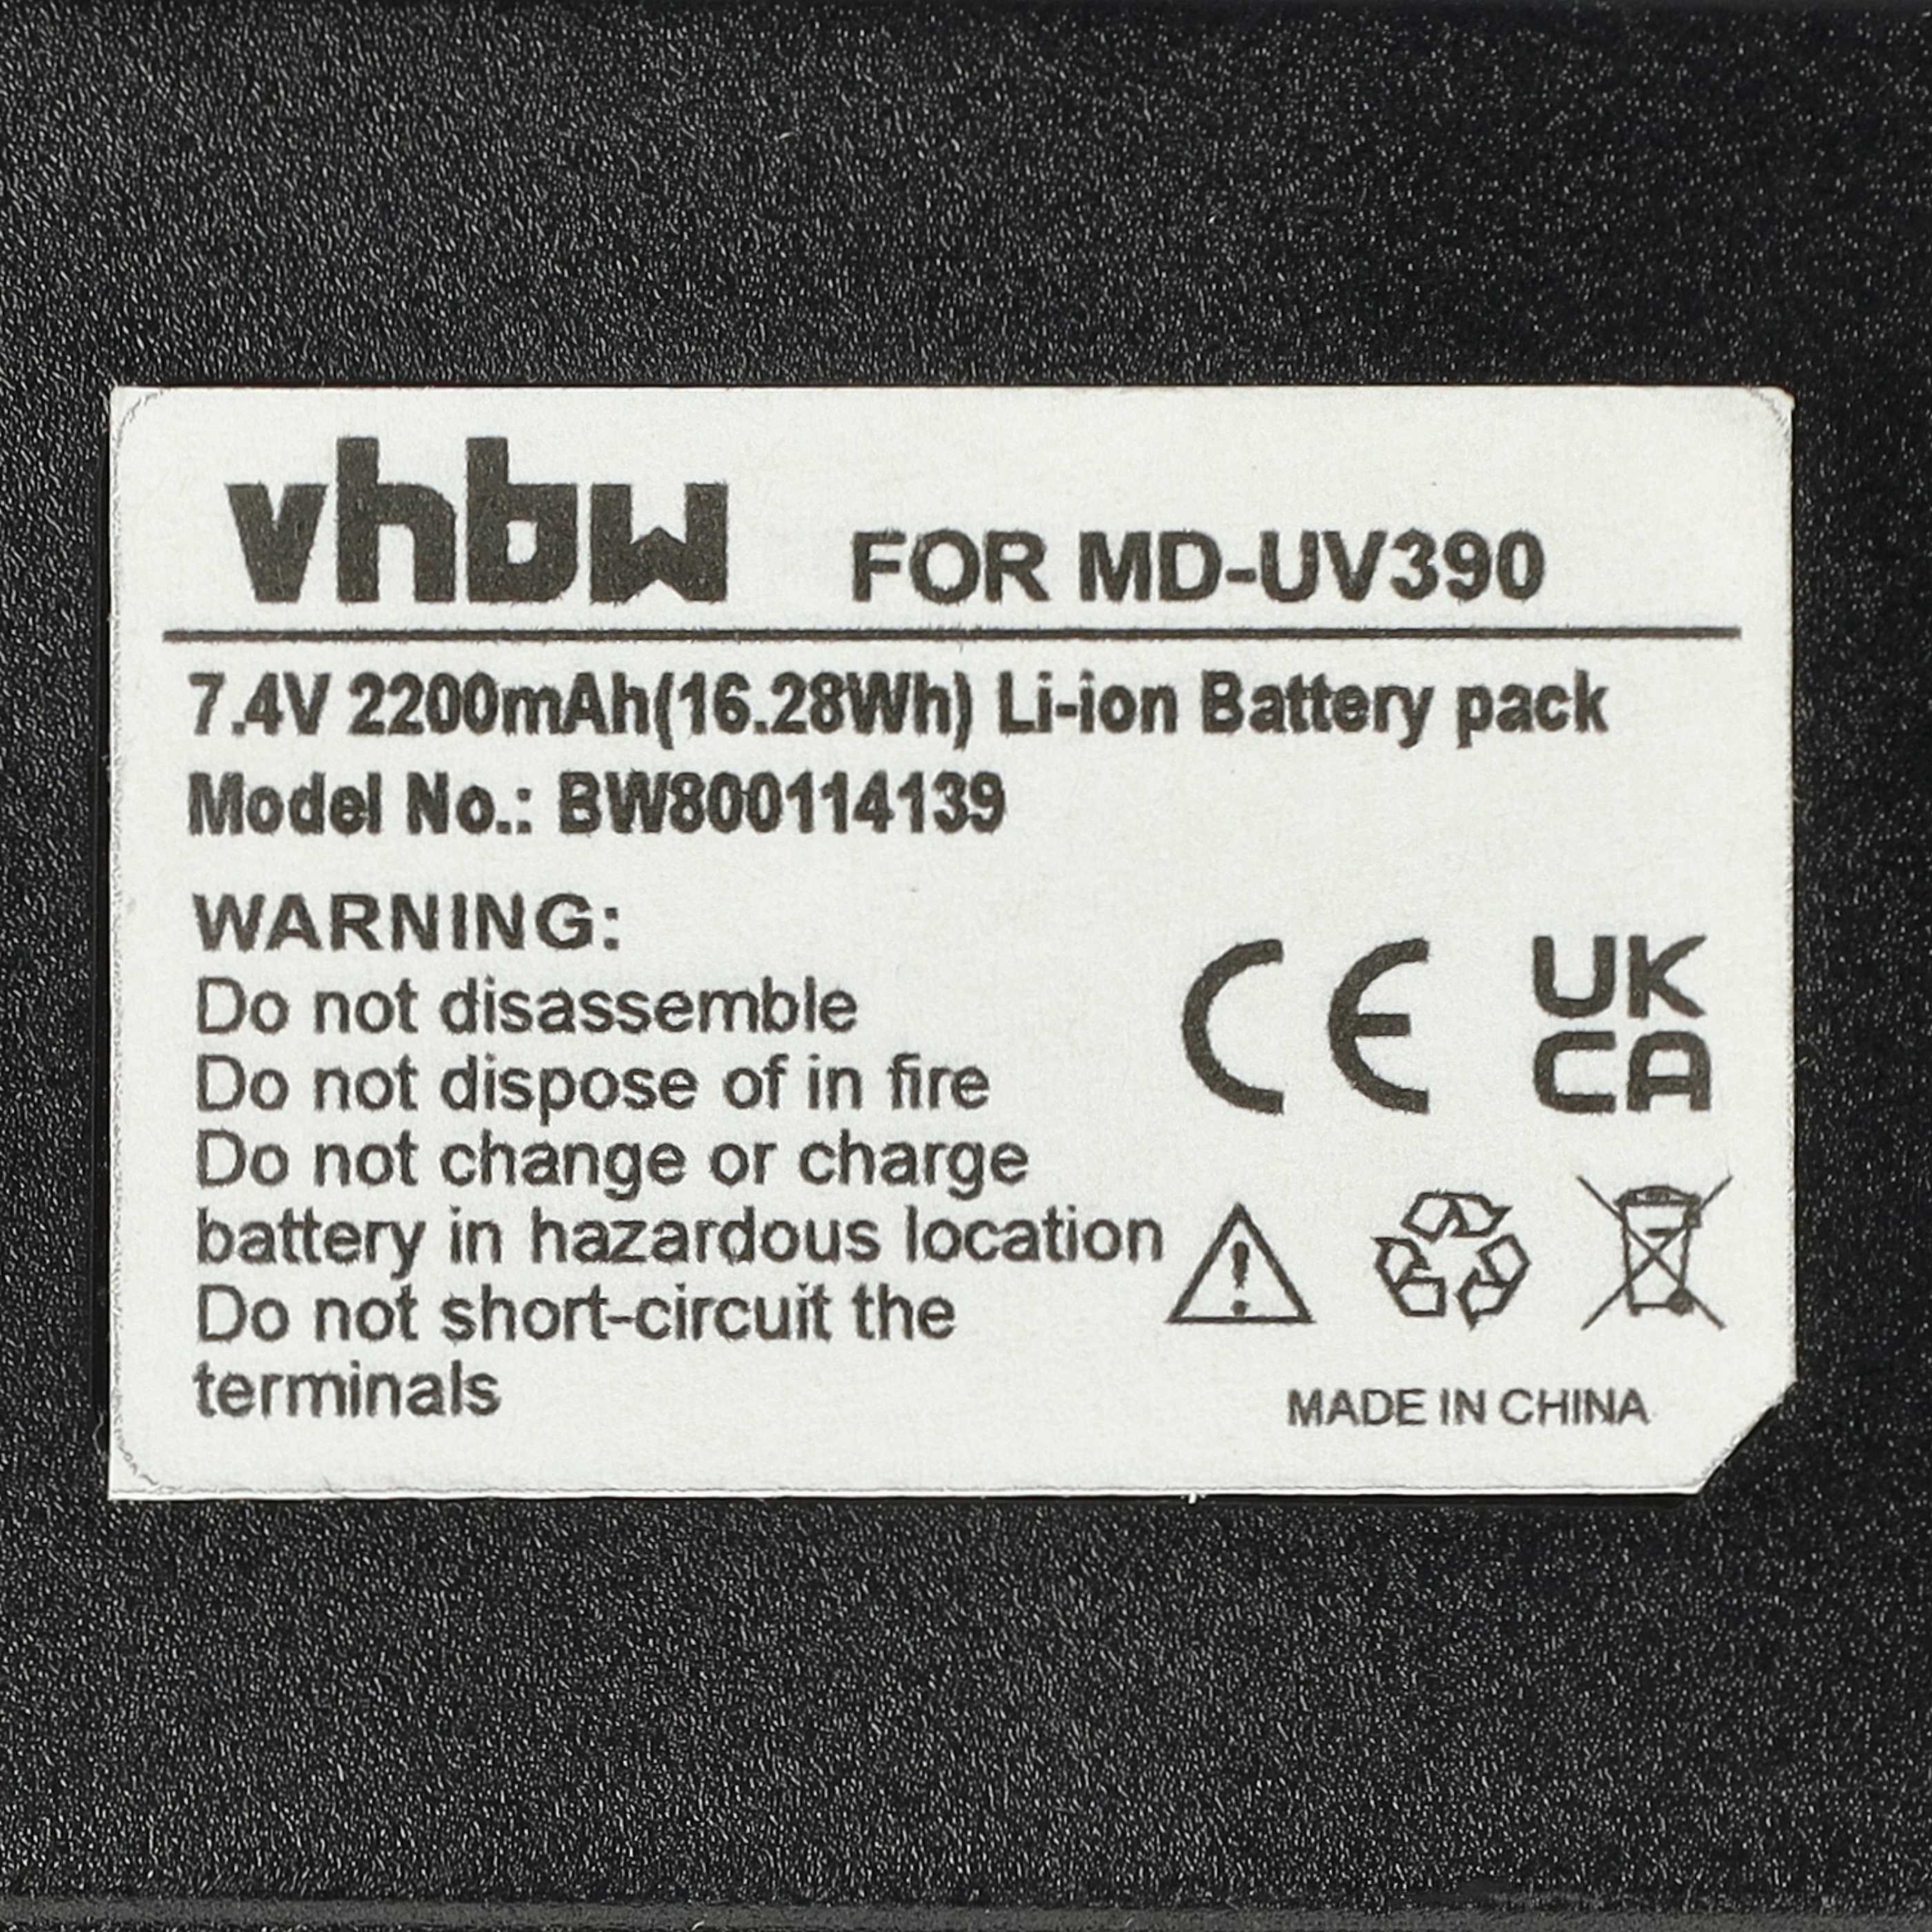 vhbw FOR MD-UV390
7.4V 2200mAh(16.28Wh) Li-ion Battery pack
Model No.: BW800114139
WARNING:
Do not disassemble
Do not dispose of in fire
Do not change or charge
battery in hazardous location
Do not short-circuit the
terminals
CE
UK
CA
MADE IN CHINA